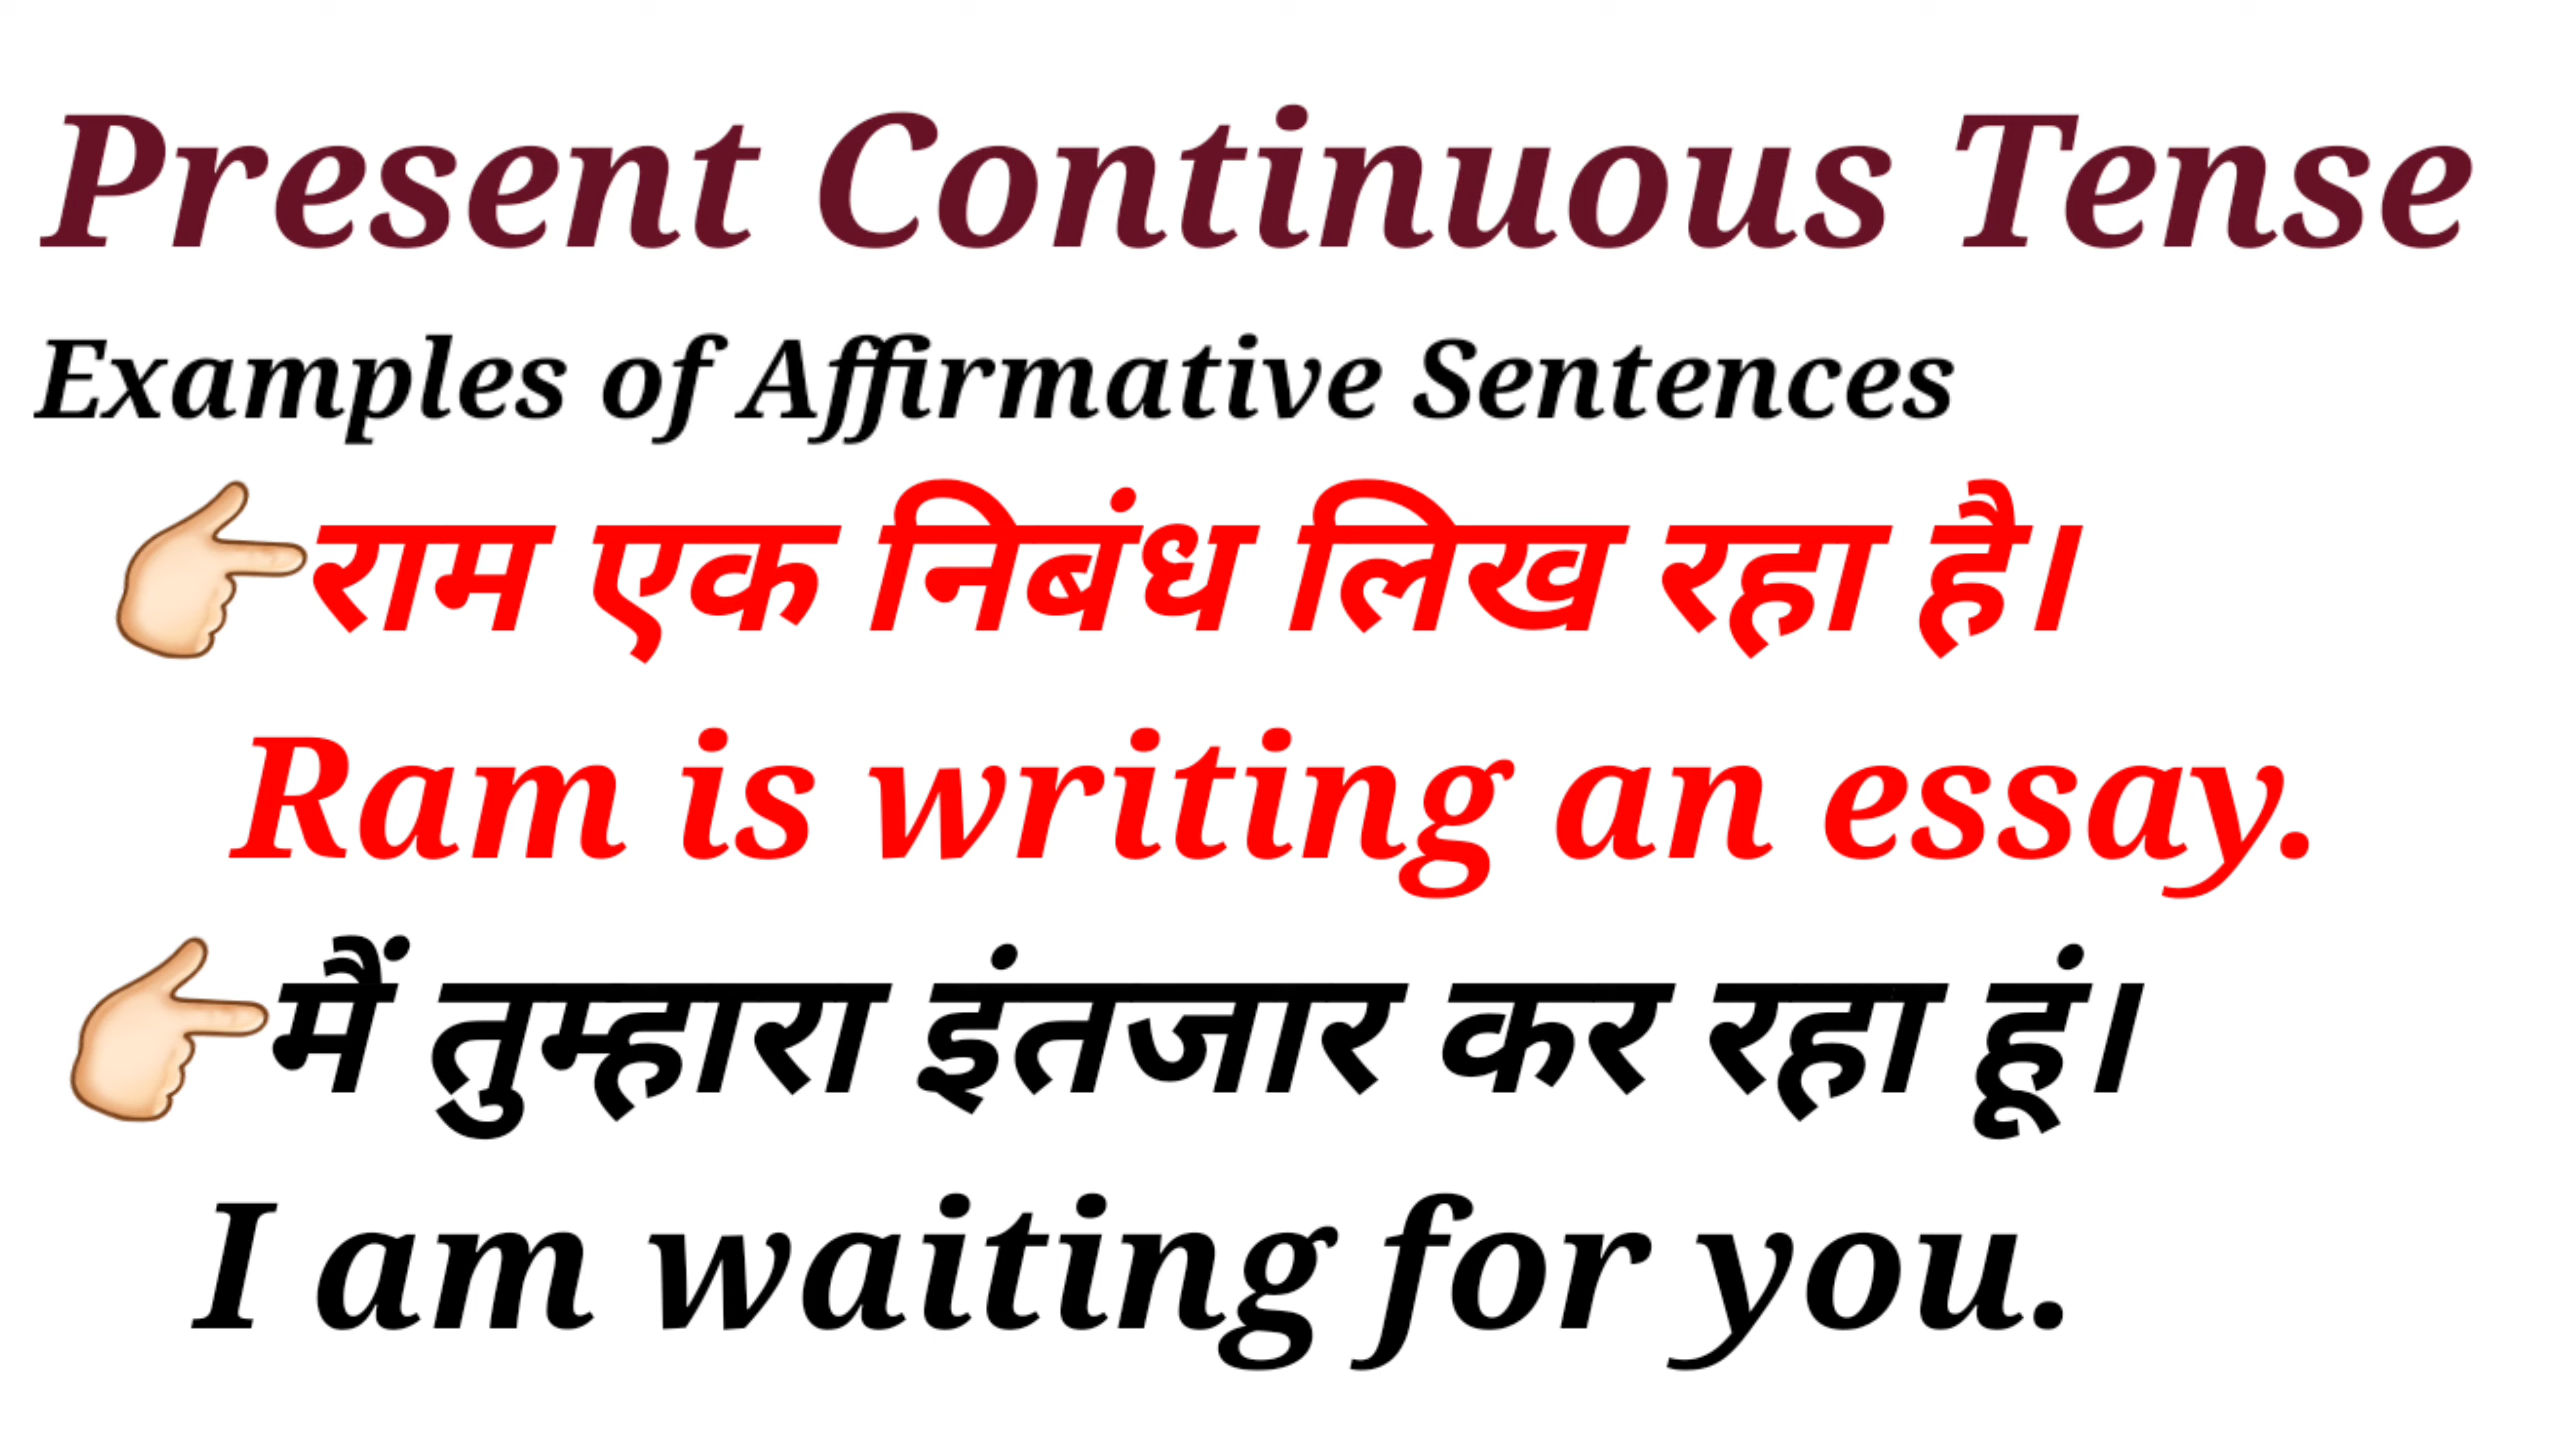 Present Continuous Tense
Examples of Affirmative Sentences
👉राम एक निबंध लिख रहा है।
Ram is writing an essay.
👉मैं तुम्हारा इंतजार कर रहा हूं।
I am waiting for you.